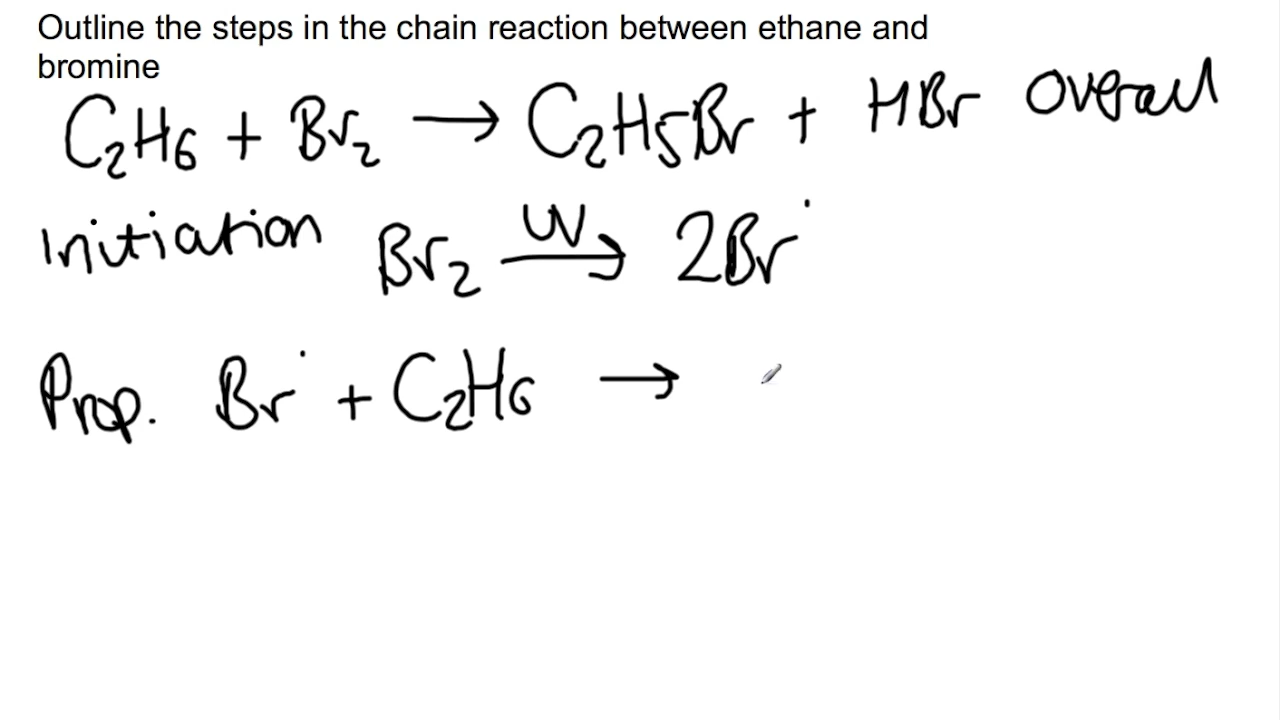 Outline the steps in the chain reaction between ethane and
bromine
C₂H₆ + Br₂ → C₂H₅Br + HBr overall
Initiation Br₂ UV→ 2Br˙
Prop. Br˙ + C₂H₆ →